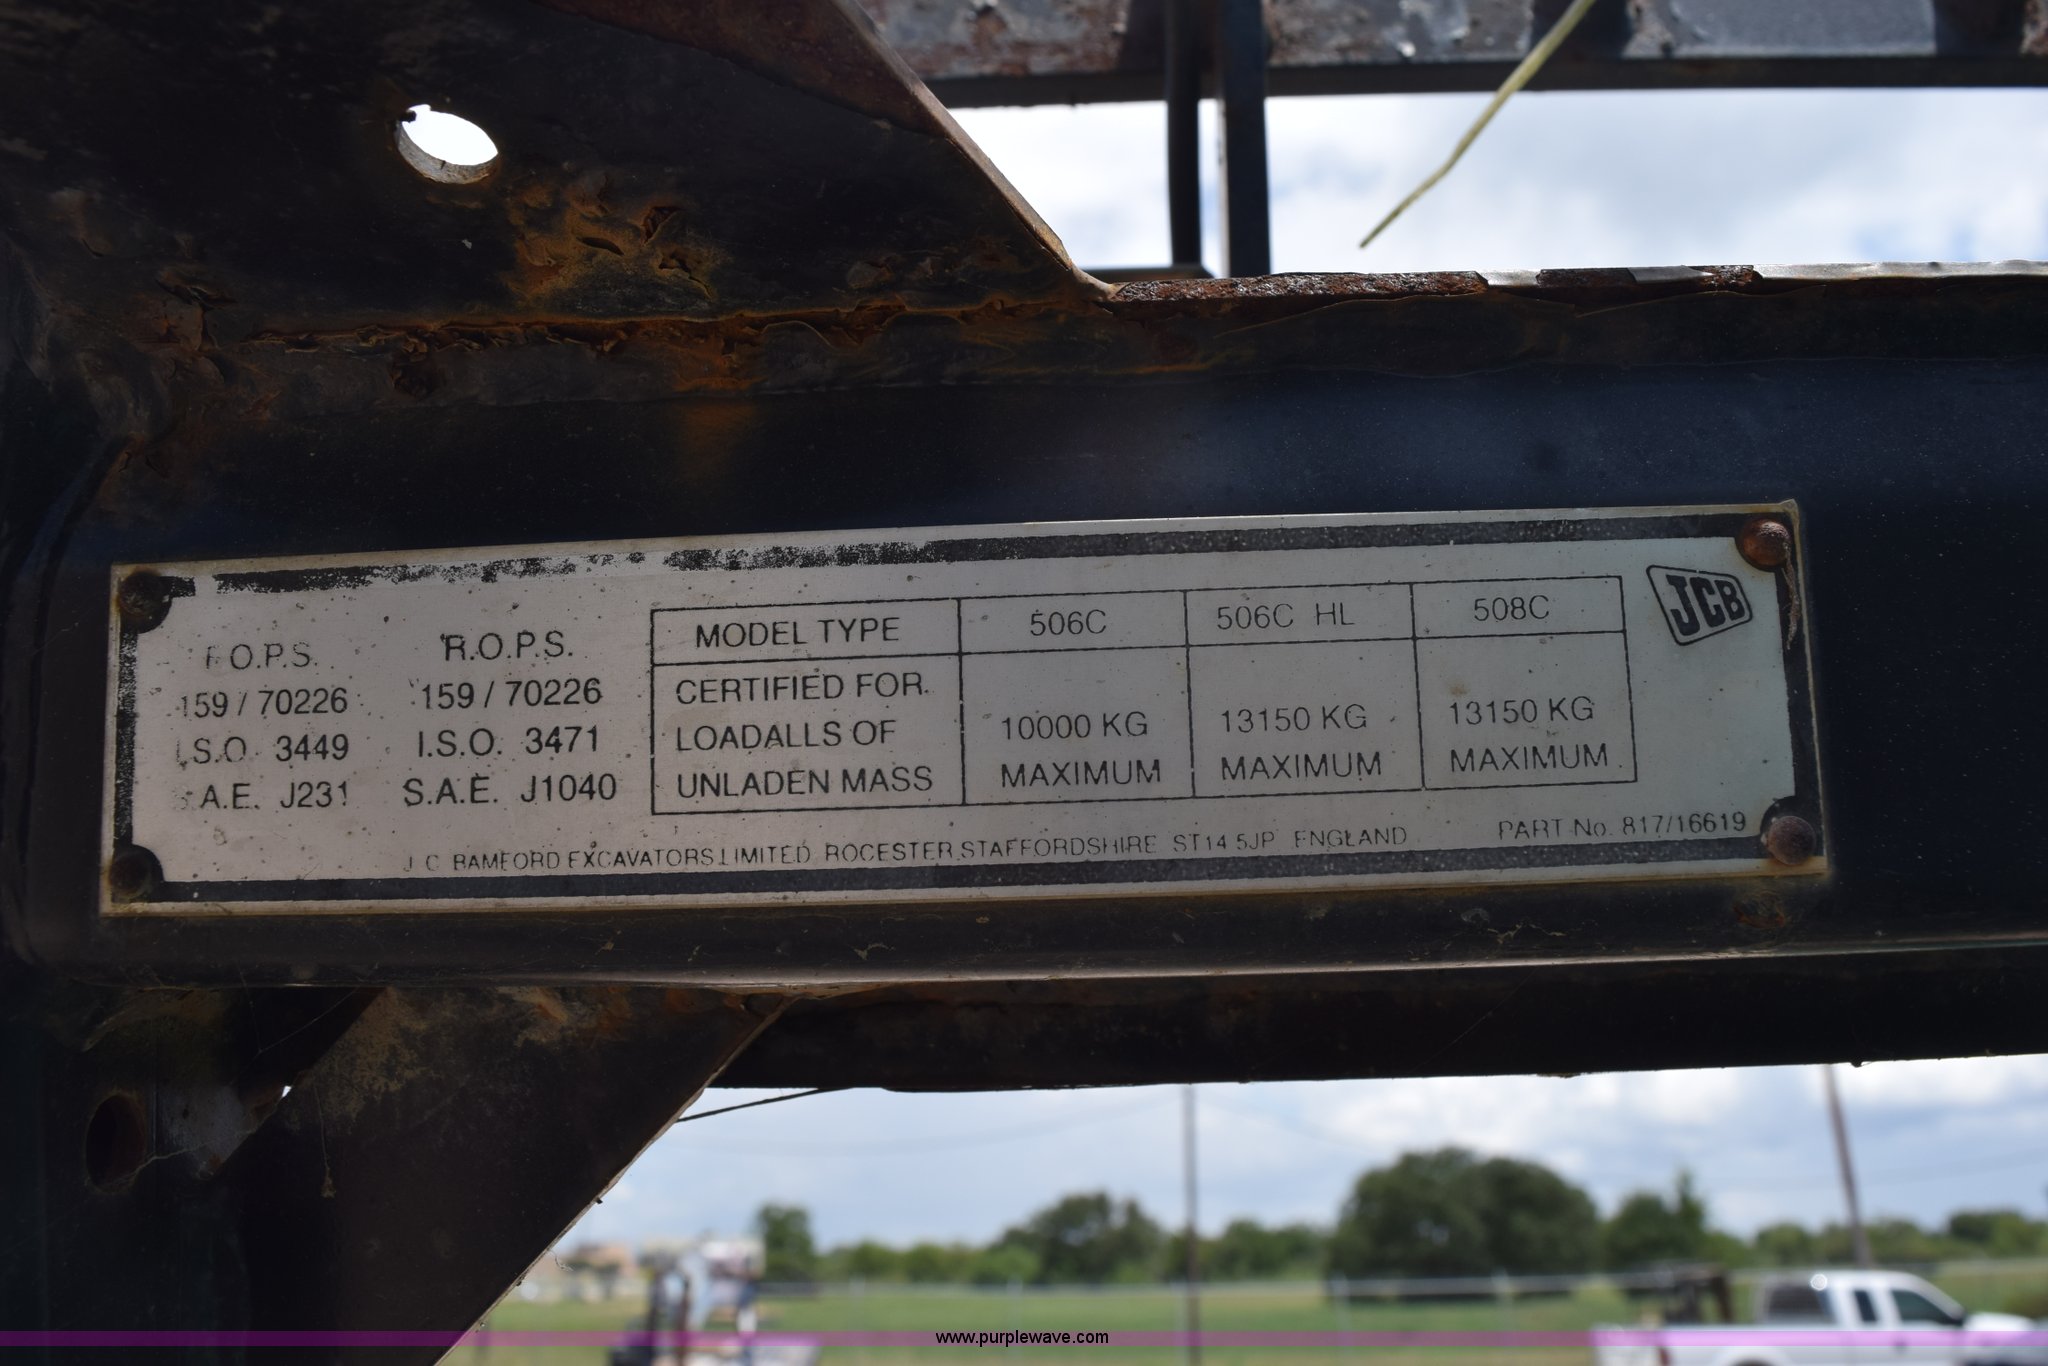 F.O.P.S.
159 / 70226
I.S.O. 3449
S.A.E. J231
R.O.P.S.
159 / 70226
I.S.O. 3471
S.A.E. J1040
MODEL TYPE 506C 506C HL 508C
CERTIFIED FOR
LOADALLS OF
UNLADEN MASS
10000 KG
MAXIMUM
13150 KG
MAXIMUM
13150 KG
MAXIMUM
JCB
J C BAMFORD EXCAVATORS LIMITED, ROCESTER, STAFFORDSHIRE ST14 5JP ENGLAND
PART No. 817/16619
www.purplewave.com